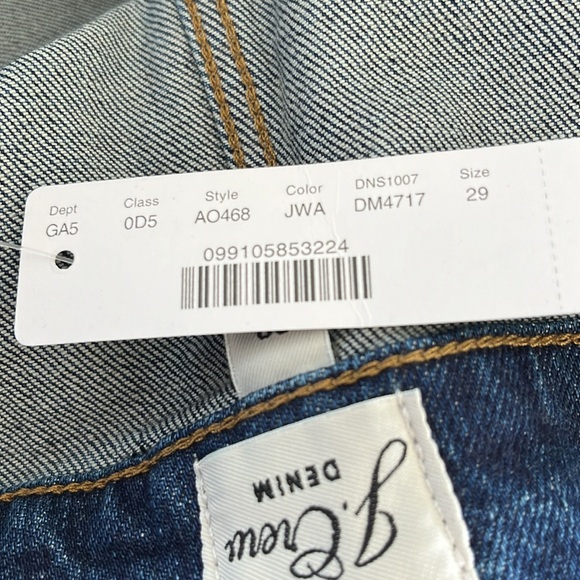 Dept Class Style Color DNS1007 Size
GA5 0D5 AO468 JWA DM4717 29
099105853224
J.Crew
DENIM